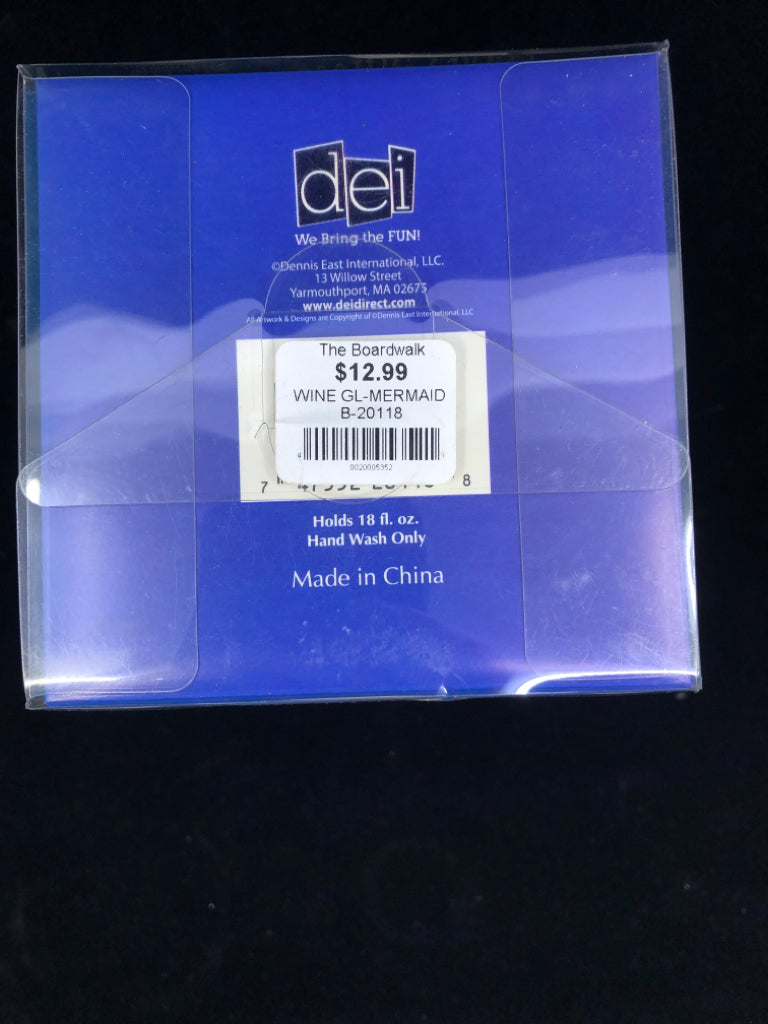 dei
We Bring the FUN!
©Dennis East International, LLC.
13 Willow Street
Yarmouthport, MA 02675
www.deidirect.com
All Artwork & Designs are Copyright of ©Dennis East International, LLC
The Boardwalk
$12.99
WINE GL-MERMAID
B-20118
0020005352
7 8
Holds 18 fl. oz.
Hand Wash Only
Made in China